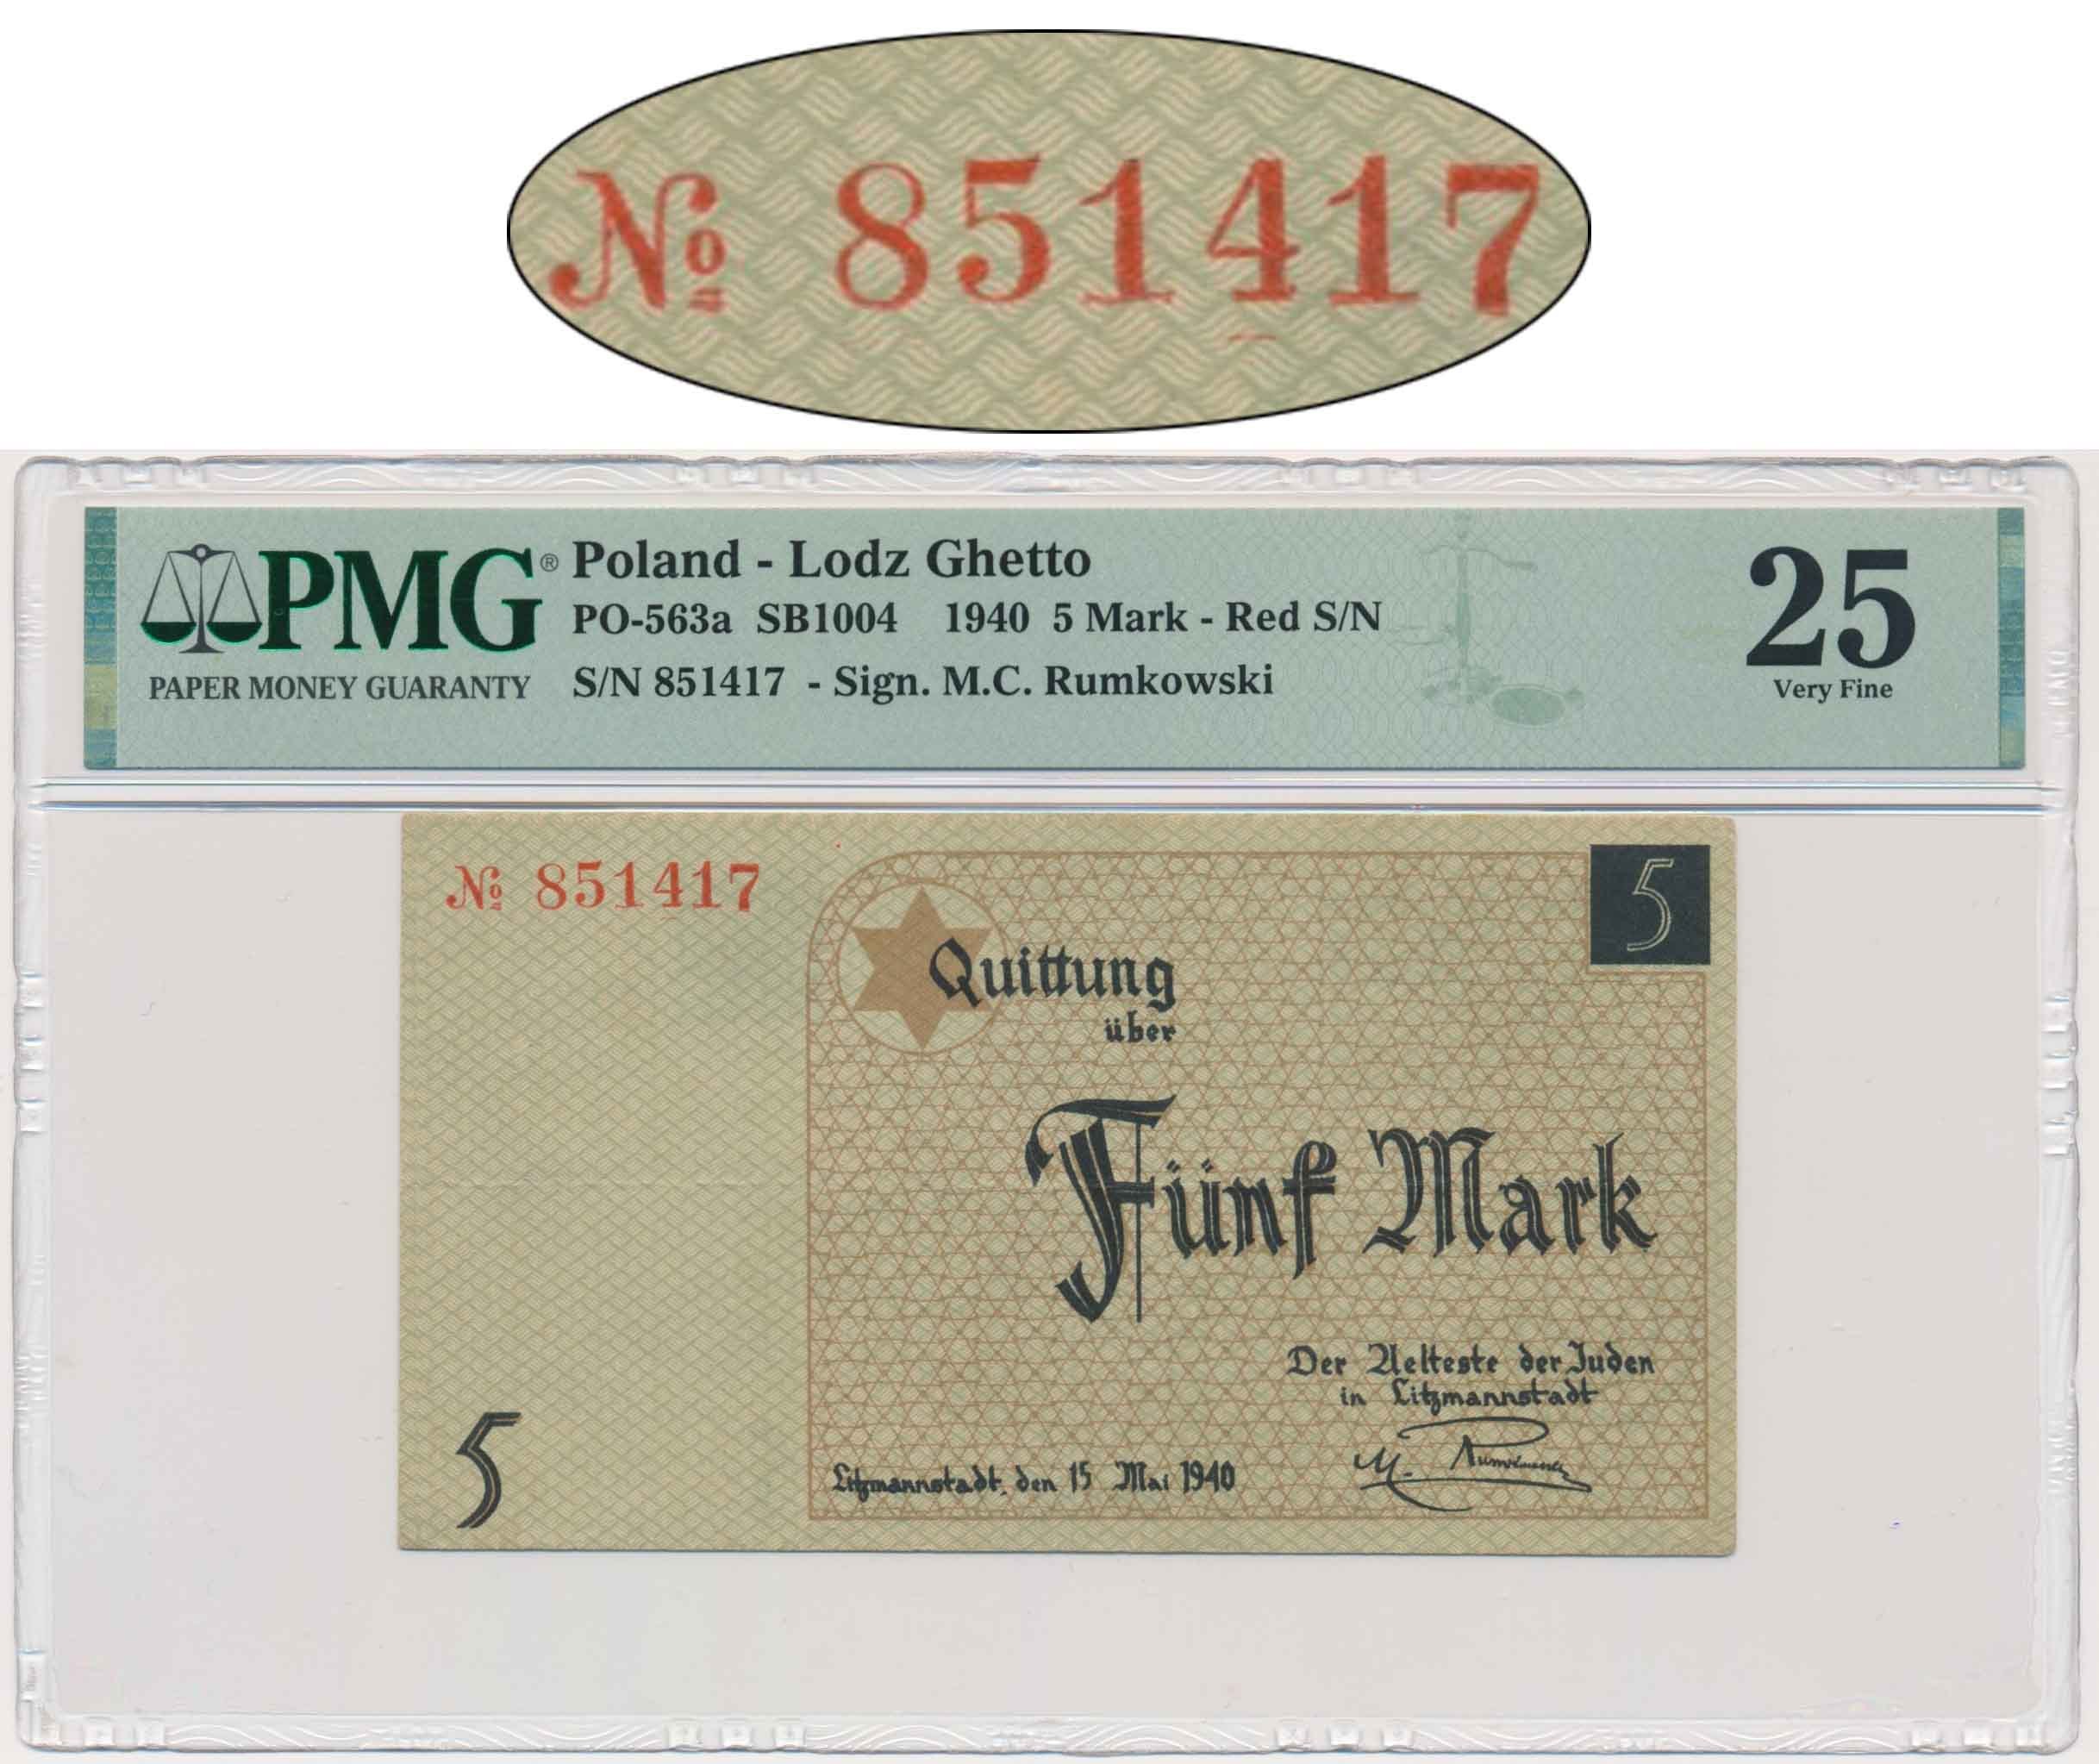 № 851417
PMG®
PAPER MONEY GUARANTY
Poland - Lodz Ghetto
PO-563a SB1004 1940 5 Mark - Red S/N
S/N 851417 - Sign. M.C. Rumkowski
25
Very Fine
№ 851417
5
Quittung
über
Fünf Mark
Der Aelteste der Juden
in Litzmannstadt
M. Rumkowski
5
Litzmannstadt, den 15 Mai 1940